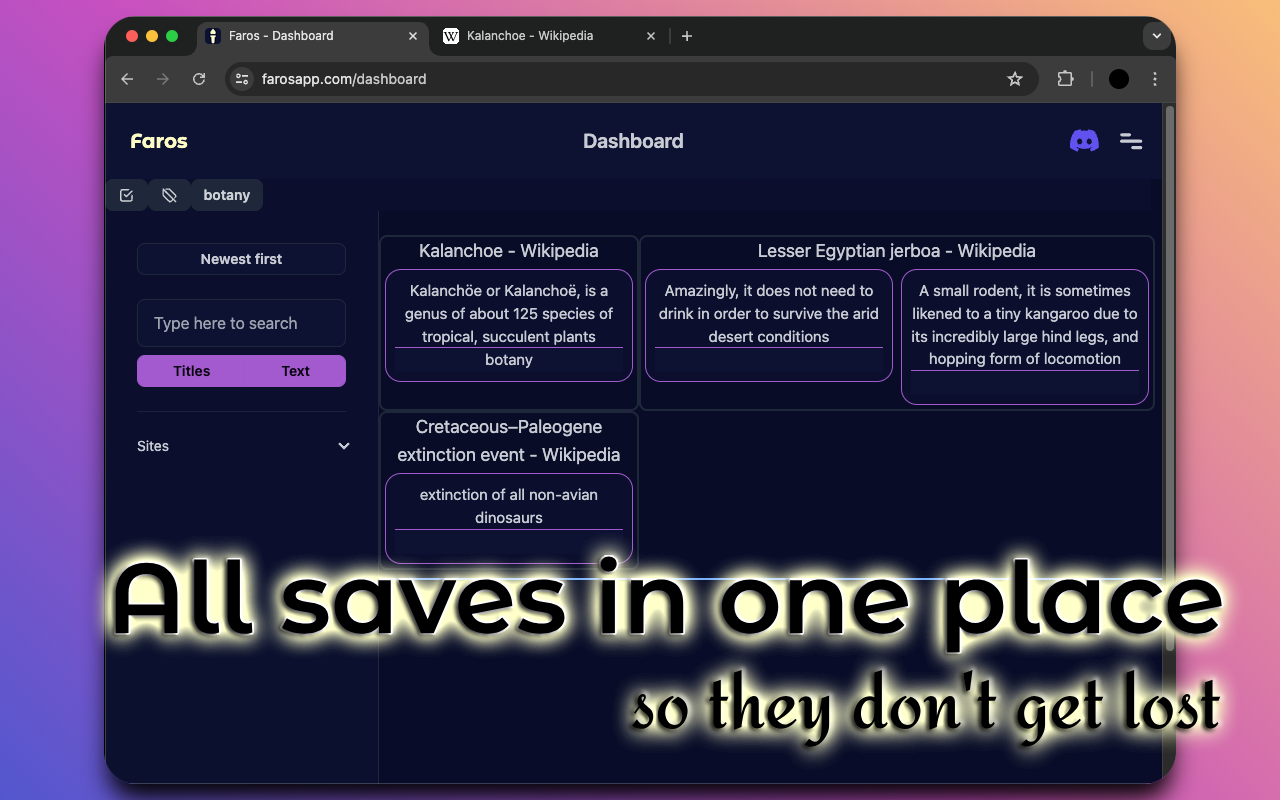 Faros - Dashboard
Kalanchoe - Wikipedia
farosapp.com/dashboard
Faros
Dashboard
botany
Newest first
Type here to search
Titles
Text
Sites
Kalanchoe - Wikipedia
Kalanchöe or Kalanchoë, is a
genus of about 125 species of
tropical, succulent plants
botany
Lesser Egyptian jerboa - Wikipedia
Amazingly, it does not need to
drink in order to survive the arid
desert conditions
A small rodent, it is sometimes
likened to a tiny kangaroo due to
its incredibly large hind legs, and
hopping form of locomotion
Cretaceous–Paleogene
extinction event - Wikipedia
extinction of all non-avian
dinosaurs
All saves in one place
so they don't get lost